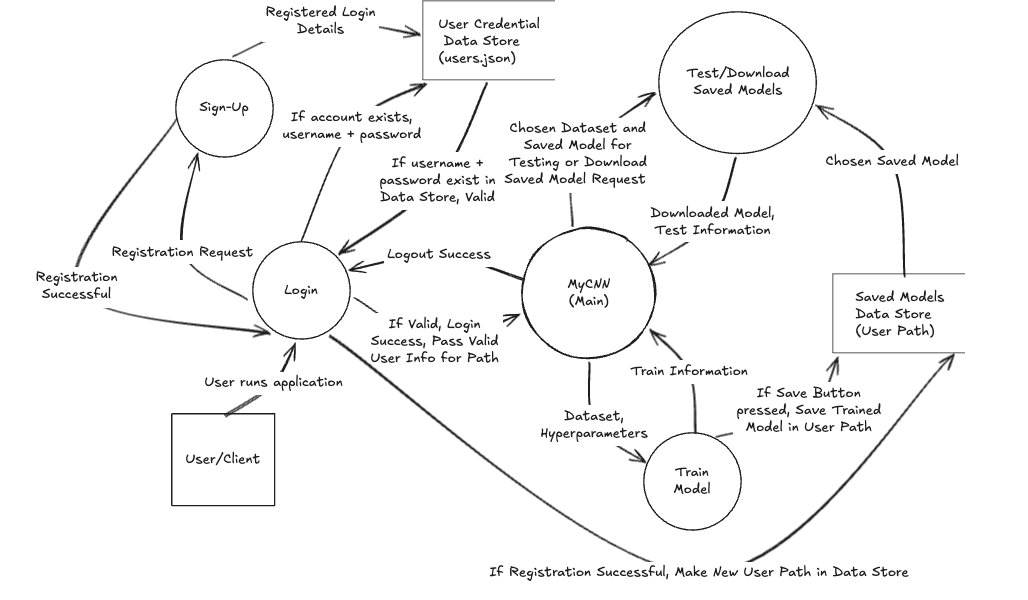 Registered Login
Details
User Credential
Data Store
(users.json)
Test/Download
Saved Models
Sign-Up
If account exists,
username + password
Chosen Dataset and
Saved Model for
Testing or Download
Saved Model Request
If username +
password exist in
Data Store, Valid
Chosen Saved Model
Downloaded Model,
Test Information
Registration Request
Logout Success
Registration
Successful
Login
MyCNN
(Main)
Saved Models
Data Store
(User Path)
If Valid, Login
Success, Pass Valid
User Info for Path
User runs application
Train Information
If Save Button
pressed, Save Trained
Model in User Path
Dataset,
Hyperparameters
User/Client
Train
Model
If Registration Successful, Make New User Path in Data Store